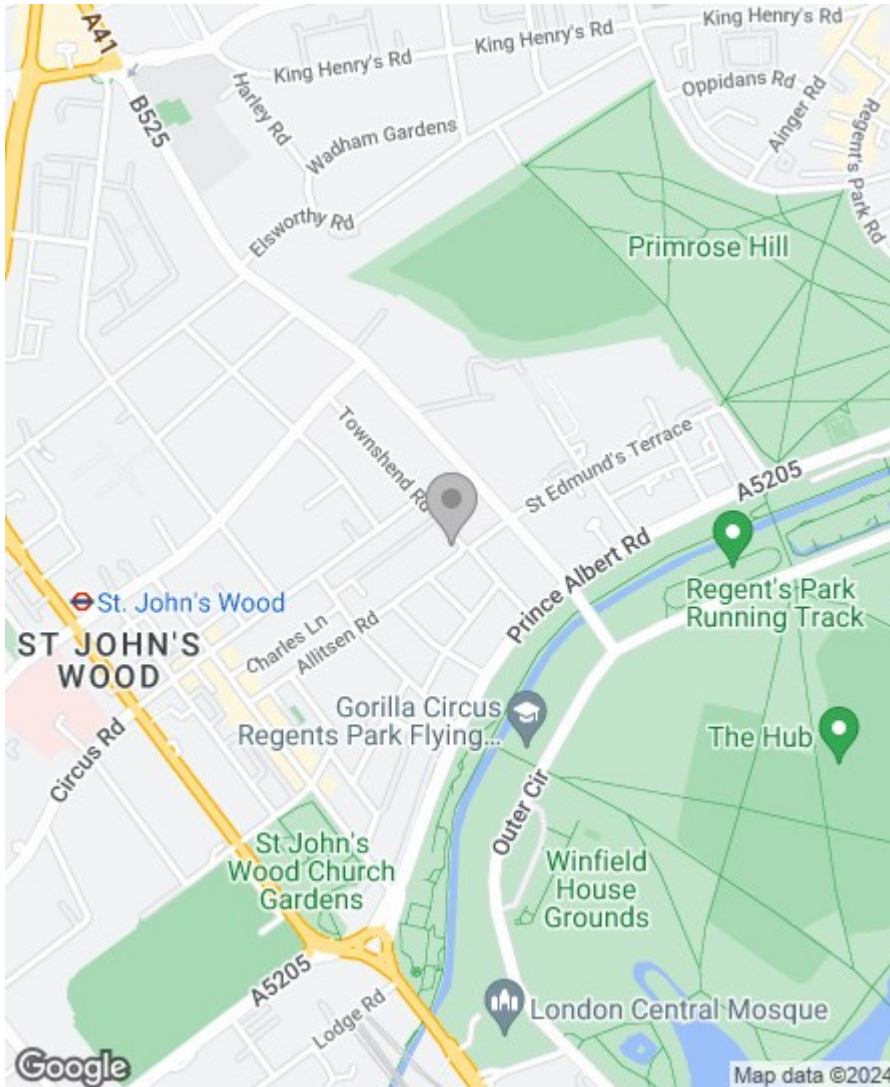 A41
King Henry's Rd
King Henry's Rd
King Henry's Rd
Oppidans Rd
Ainger Rd
Regent's Park Rd
Harley Rd
B525
Wadham Gardens
Elsworthy Rd
Primrose Hill
Townshend Rd
St Edmund's Terrace
A5205
Prince Albert Rd
Regent's Park
Running Track
St. John's Wood
ST JOHN'S
WOOD
Charles Ln
Allitsen Rd
Gorilla Circus
Regents Park Flying...
The Hub
Circus Rd
Outer Cir
St John's
Wood Church
Gardens
Winfield
House
Grounds
A5205
Lodge Rd
London Central Mosque
Google
Map data ©2024